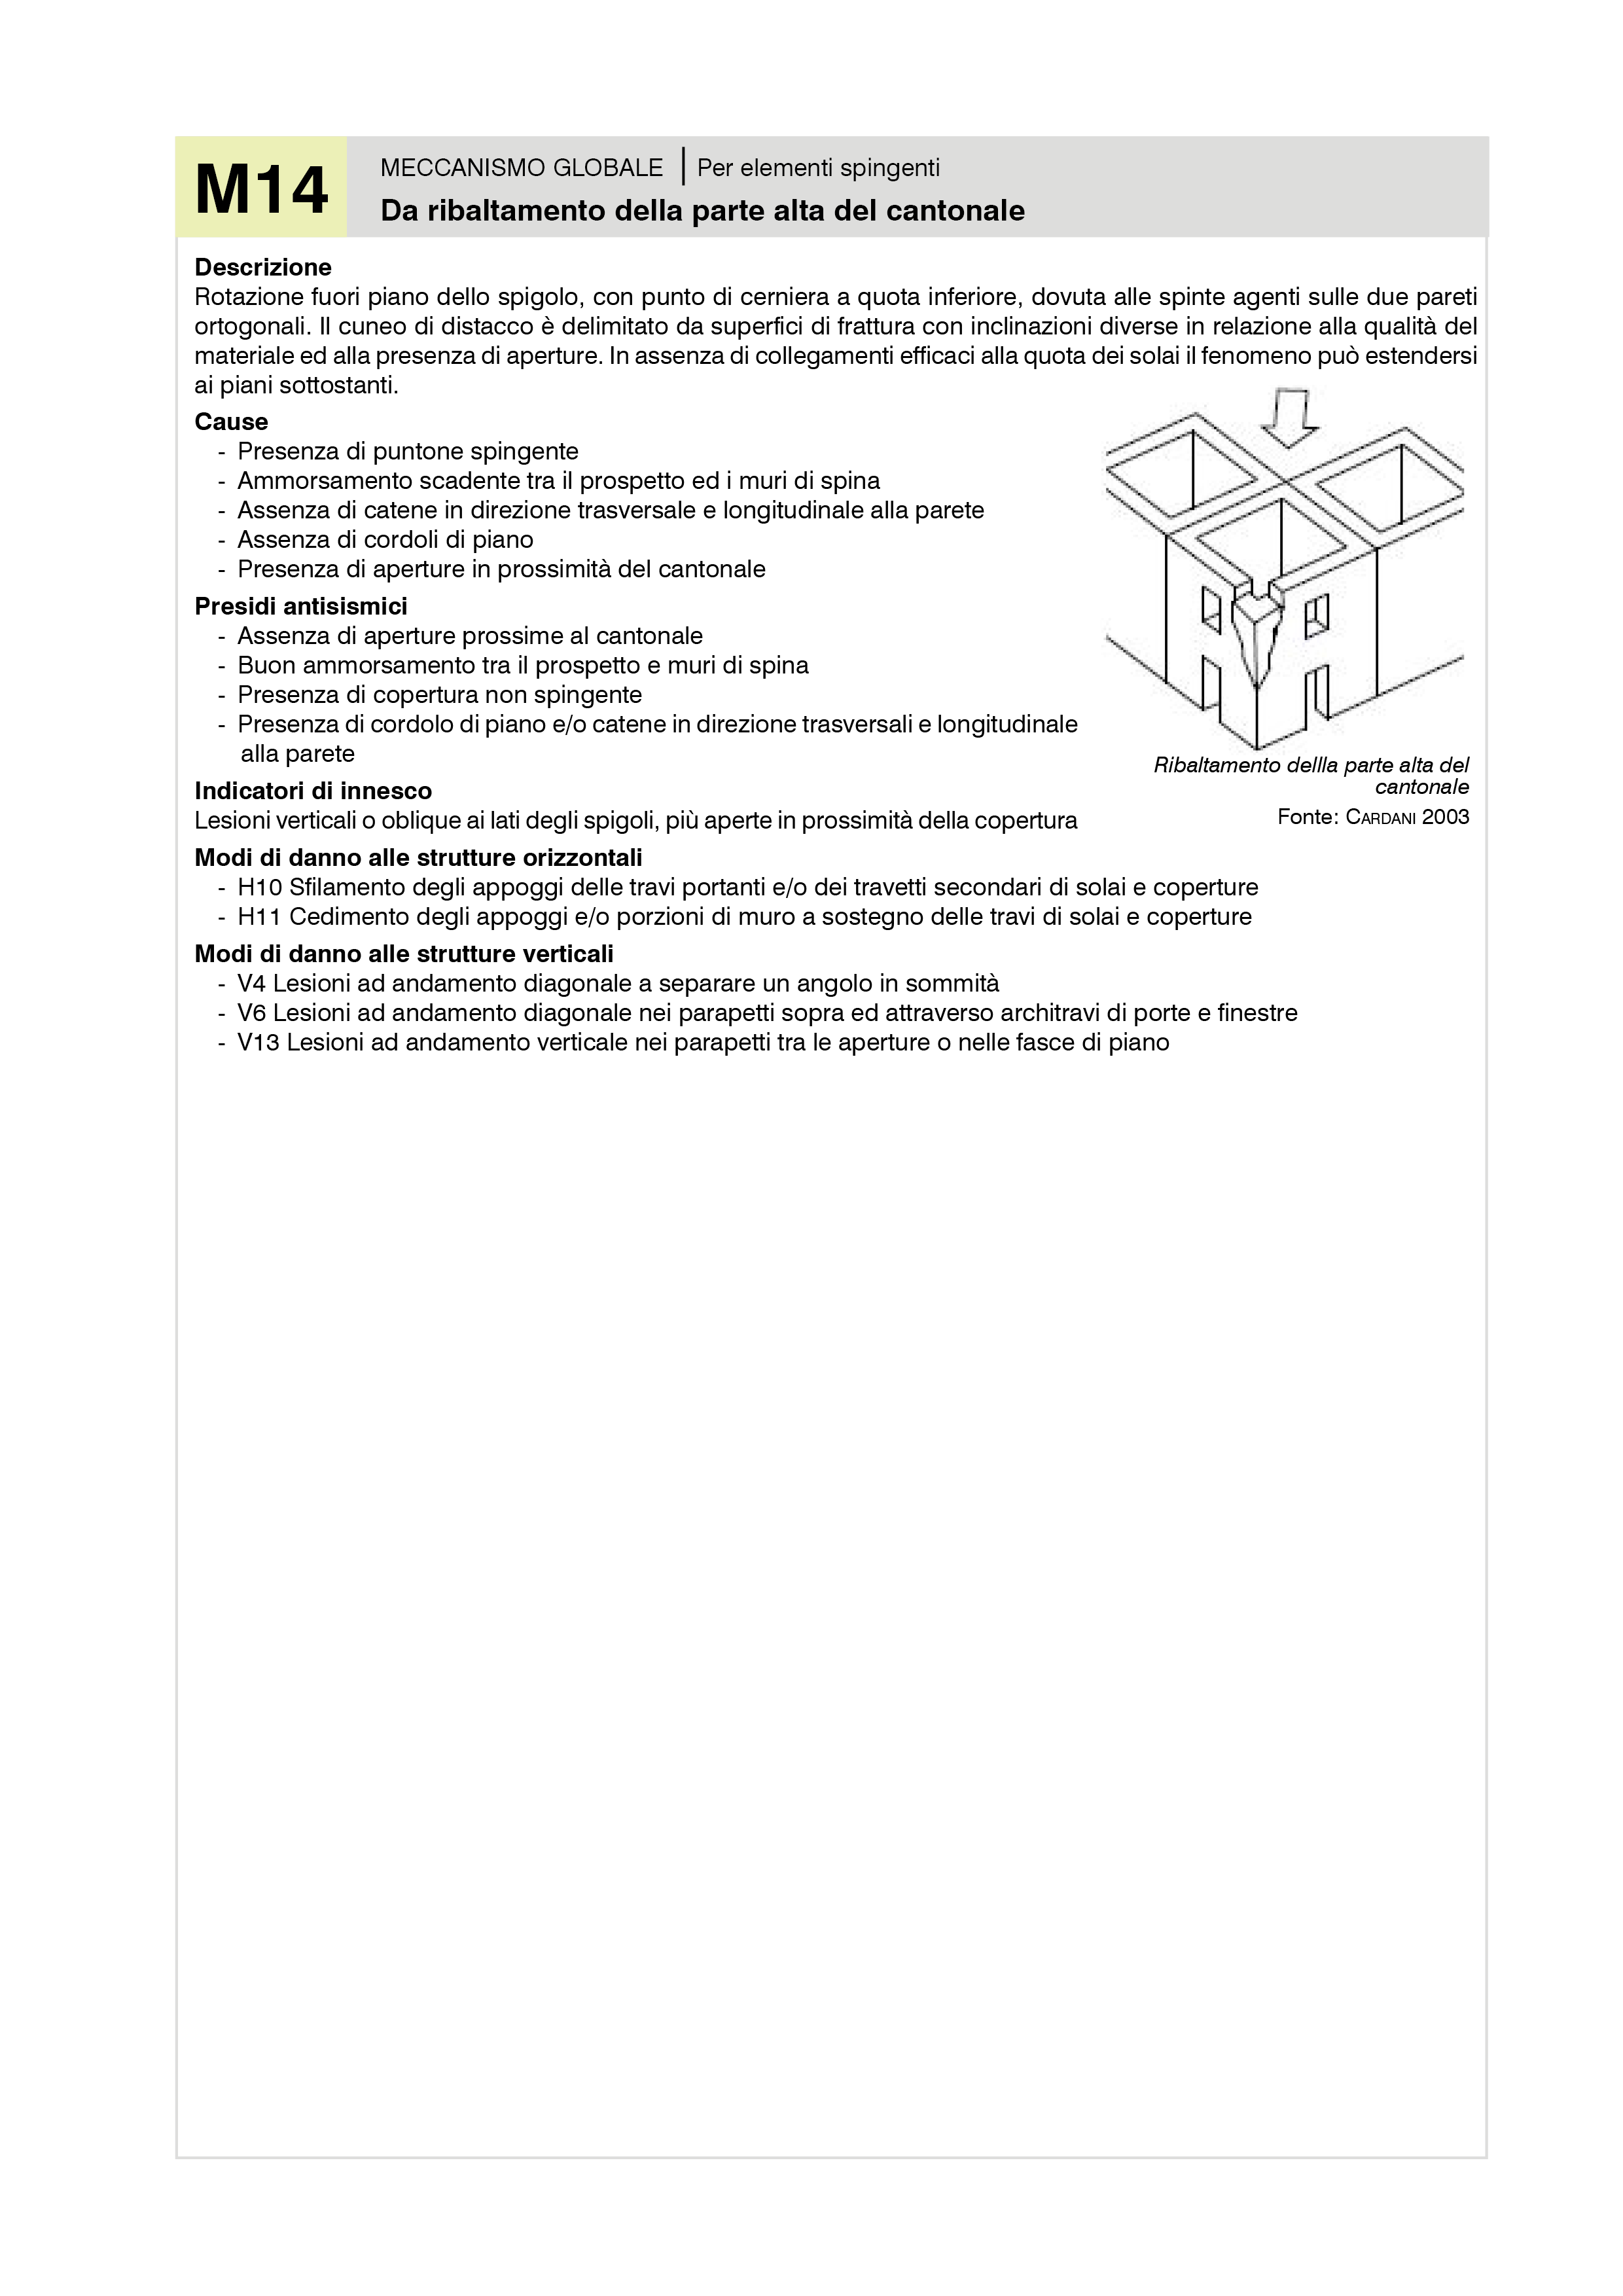 M14
MECCANISMO GLOBALE | Per elementi spingenti
Da ribaltamento della parte alta del cantonale
Descrizione
Rotazione fuori piano dello spigolo, con punto di cerniera a quota inferiore, dovuta alle spinte agenti sulle due pareti
ortogonali. Il cuneo di distacco è delimitato da superfici di frattura con inclinazioni diverse in relazione alla qualità del
materiale ed alla presenza di aperture. In assenza di collegamenti efficaci alla quota dei solai il fenomeno può estendersi
ai piani sottostanti.
Cause
- Presenza di puntone spingente
- Ammorsamento scadente tra il prospetto ed i muri di spina
- Assenza di catene in direzione trasversale e longitudinale alla parete
- Assenza di cordoli di piano
- Presenza di aperture in prossimità del cantonale
Presidi antisismici
- Assenza di aperture prossime al cantonale
- Buon ammorsamento tra il prospetto e muri di spina
- Presenza di copertura non spingente
- Presenza di cordolo di piano e/o catene in direzione trasversali e longitudinale
alla parete
Indicatori di innesco
Lesioni verticali o oblique ai lati degli spigoli, più aperte in prossimità della copertura
Ribaltamento dellla parte alta del
cantonale
Fonte: CARDANI 2003
Modi di danno alle strutture orizzontali
- H10 Sfilamento degli appoggi delle travi portanti e/o dei travetti secondari di solai e coperture
- H11 Cedimento degli appoggi e/o porzioni di muro a sostegno delle travi di solai e coperture
Modi di danno alle strutture verticali
- V4 Lesioni ad andamento diagonale a separare un angolo in sommità
- V6 Lesioni ad andamento diagonale nei parapetti sopra ed attraverso architravi di porte e finestre
- V13 Lesioni ad andamento verticale nei parapetti tra le aperture o nelle fasce di piano